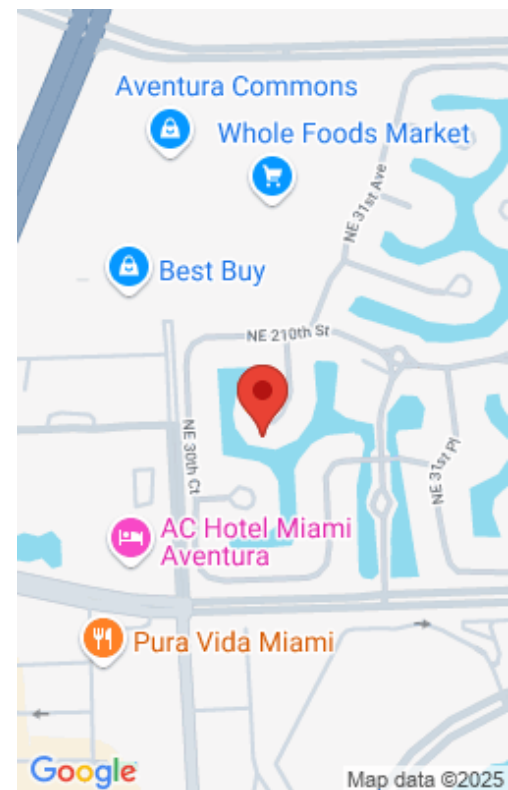 Aventura Commons
Whole Foods Market
NE 31st Ave
Best Buy
NE 210th St
NE 30th Ct
NE 31st Pl
AC Hotel Miami
Aventura
Pura Vida Miami
Google
Map data ©2025